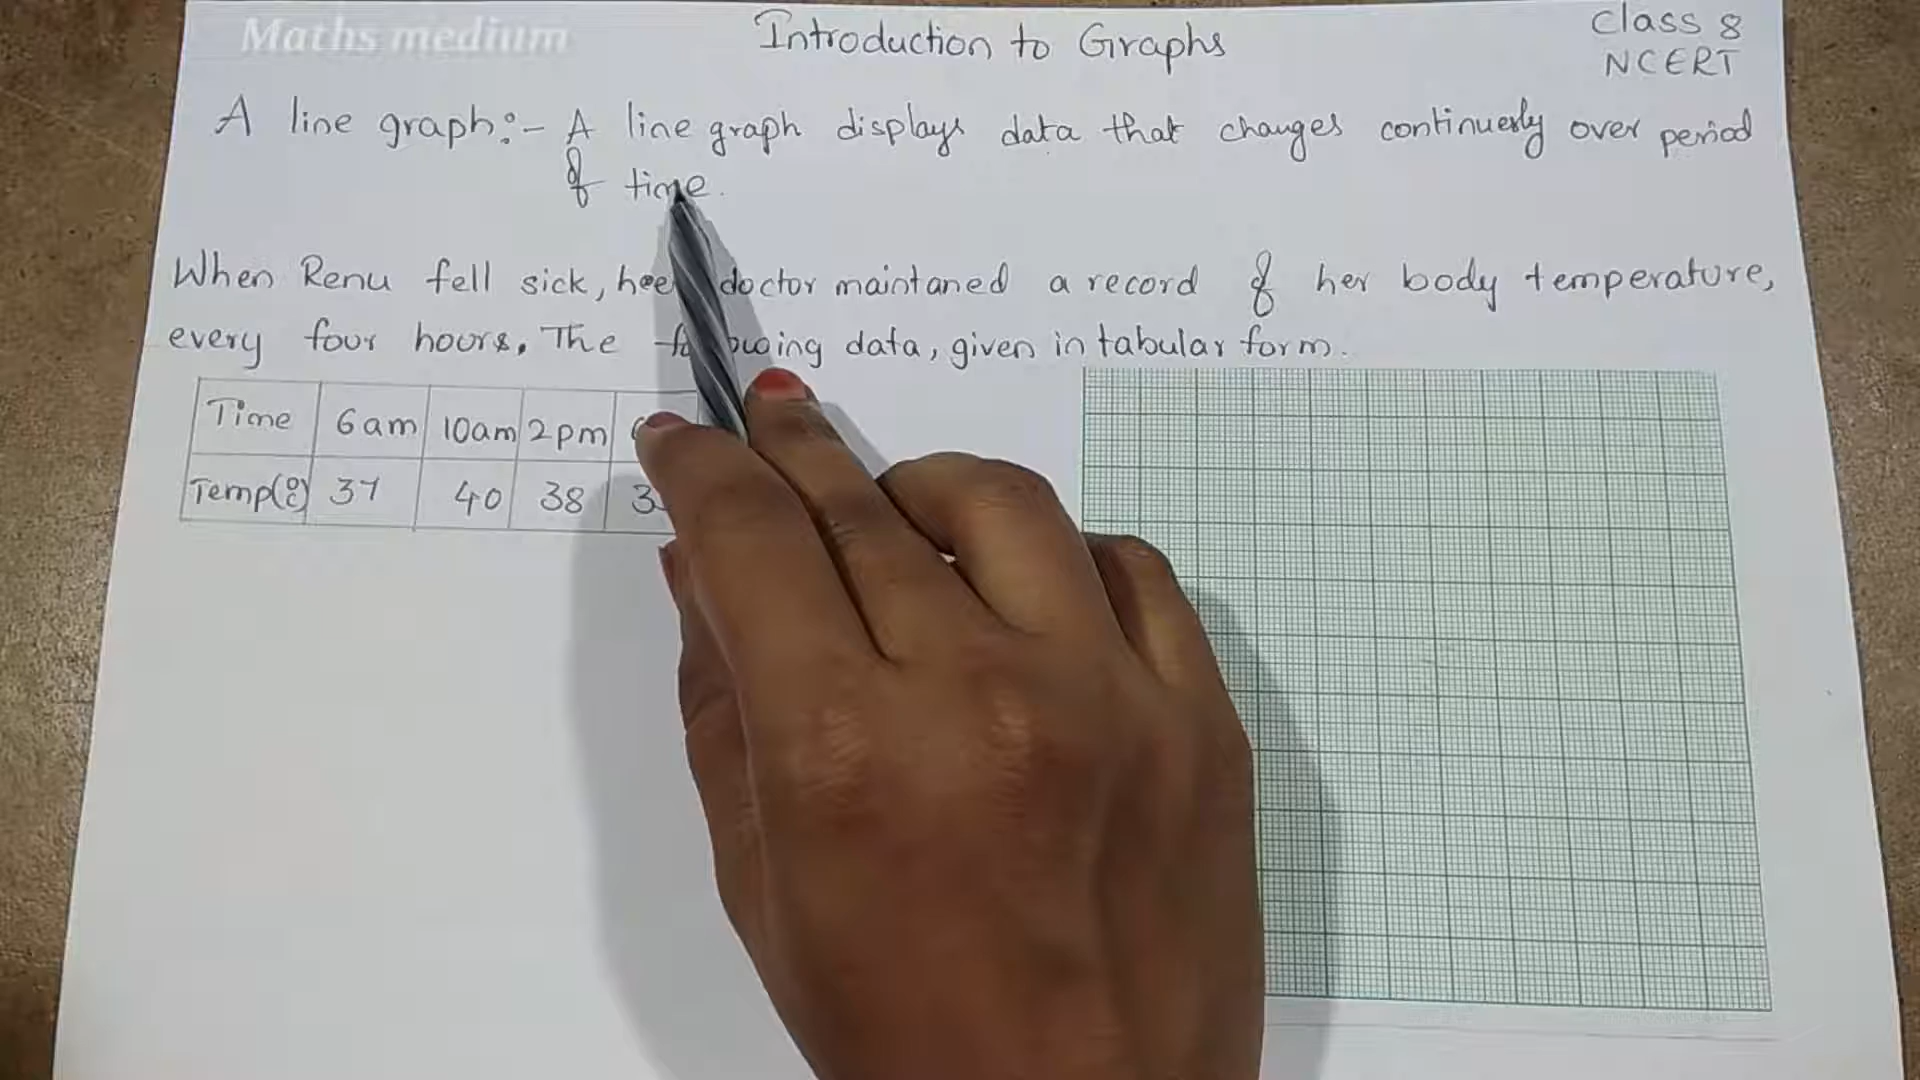 Maths medium
Introduction to Graphs
Class 8
NCERT
A line graph:- A line graph displays data that changes continuesly over period
of time.
When Renu fell sick, her doctor maintaned a record of her body temperature,
every four hours. The data, given in tabular form.
Time 6am 10am 2pm
Temp(°C) 37 40 38